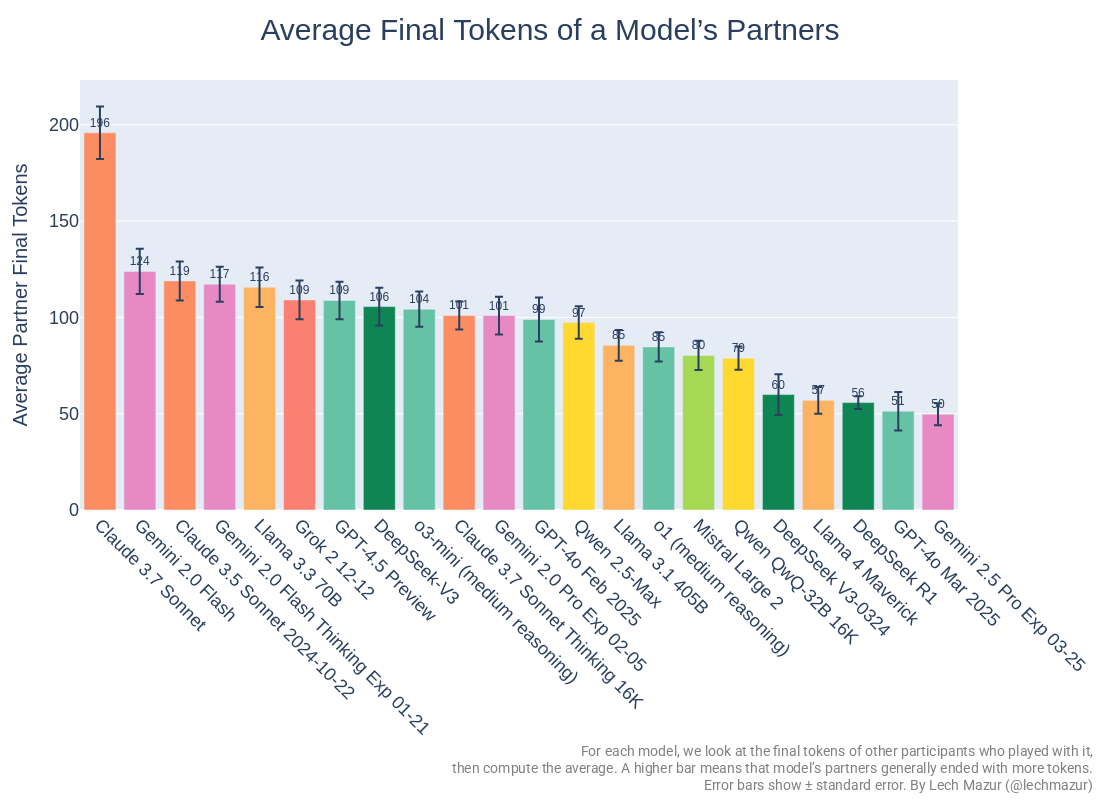 Average Final Tokens of a Model’s Partners
Average Partner Final Tokens
200
150
100
50
0
196
124
119
117
116
109
109
106
104
101
101
99
97
85
85
80
79
60
57
56
51
50
Claude 3.7 Sonnet
Gemini 2.0 Flash
Claude 3.5 Sonnet 2024-10-22
Gemini 2.0 Flash Thinking Exp 01-21
Llama 3.3 70B
Grok 2 12-12
GPT-4.5 Preview
DeepSeek-V3
o3-mini (medium reasoning)
Claude 3.7 Sonnet Thinking 16K
Gemini 2.0 Pro Exp 02-05
GPT-4o Feb 2025
Qwen 2.5-Max
Llama 3.1 405B
o1 (medium reasoning)
Mistral Large 2
Qwen QwQ-32B 16K
DeepSeek V3-0324
Llama 4 Maverick
DeepSeek R1
GPT-4o Mar 2025
Gemini 2.5 Pro Exp 03-25
For each model, we look at the final tokens of other participants who played with it,
then compute the average. A higher bar means that model’s partners generally ended with more tokens.
Error bars show ± standard error. By Lech Mazur (@lechmazur)